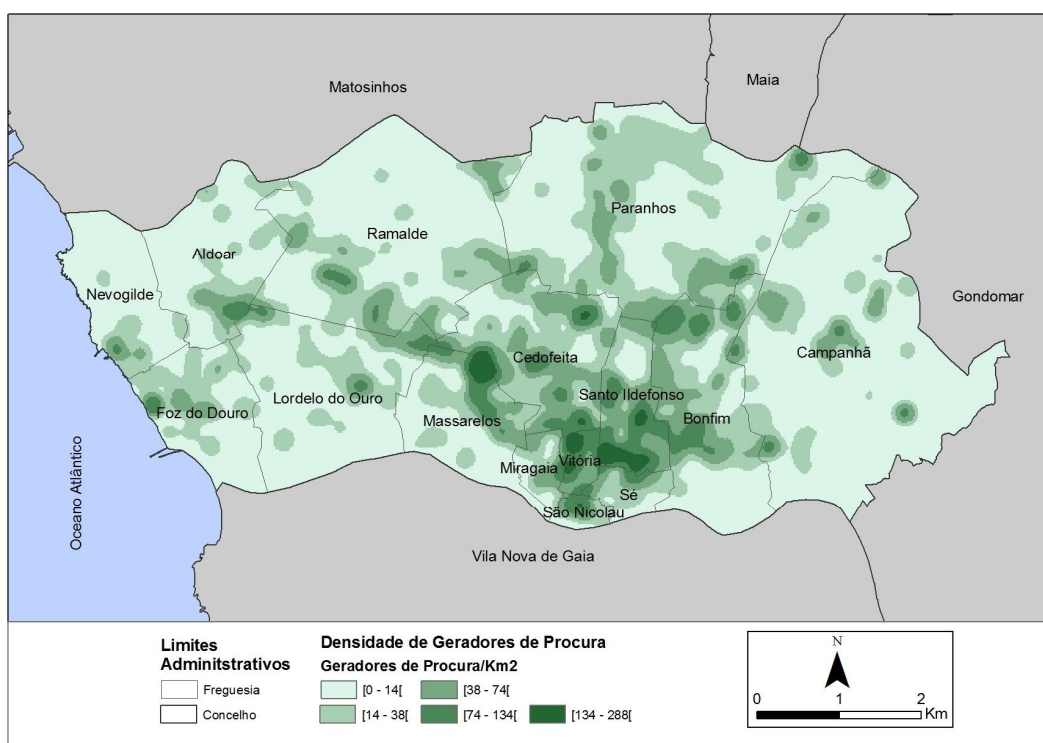 Matosinhos
Maia
Paranhos
Ramalde
Aldoar
Nevogilde
Gondomar
Campanhã
Cedofeita
Santo Ildefonso
Lordelo do Ouro
Foz do Douro
Massarelos
Bonfim
Vitória
Miragaia
Sé
São Nicolau
Oceano Atlântico
Vila Nova de Gaia
Limites
Adminitstrativos
Freguesia
Concelho
Densidade de Geradores de Procura
Geradores de Procura/Km2
[0 - 14[
[38 - 74[
[14 - 38[
[74 - 134[
[134 - 288[
N
0 1 2
Km